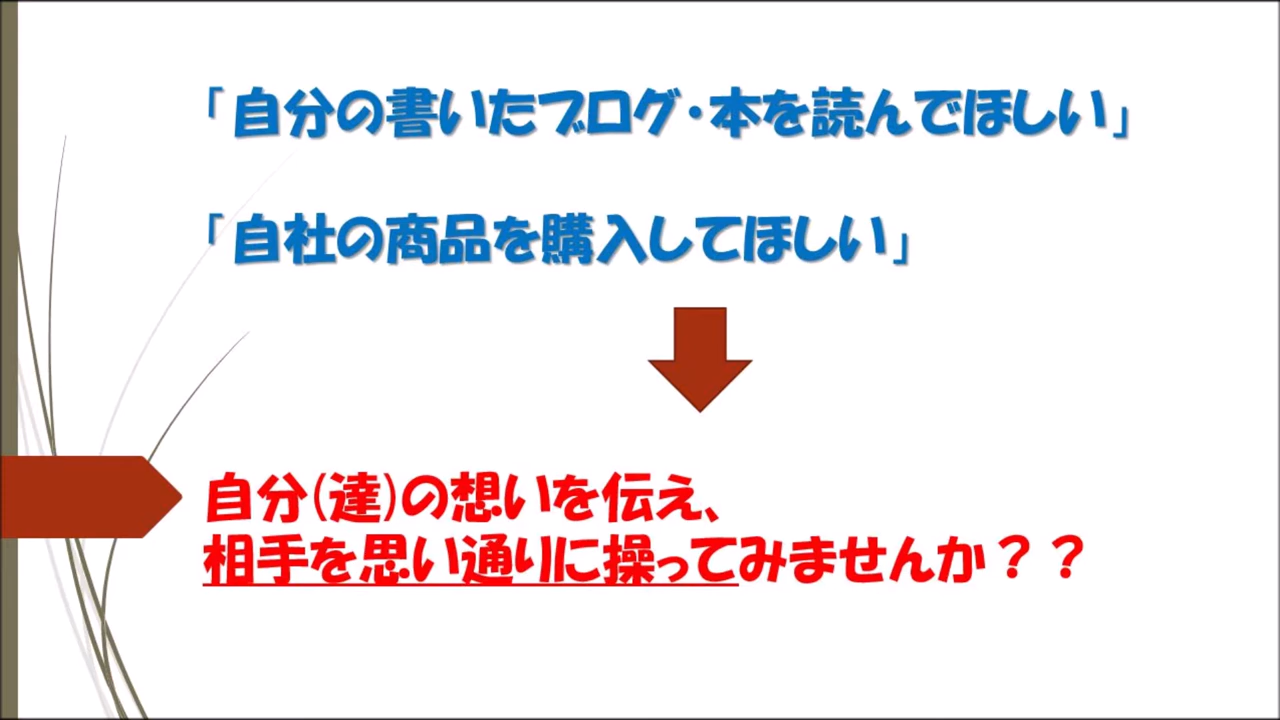 「自分の書いたブログ・本を読んでほしい」
「自社の商品を購入してほしい」
自分(達)の想いを伝え、
相手を思い通りに操ってみませんか？？